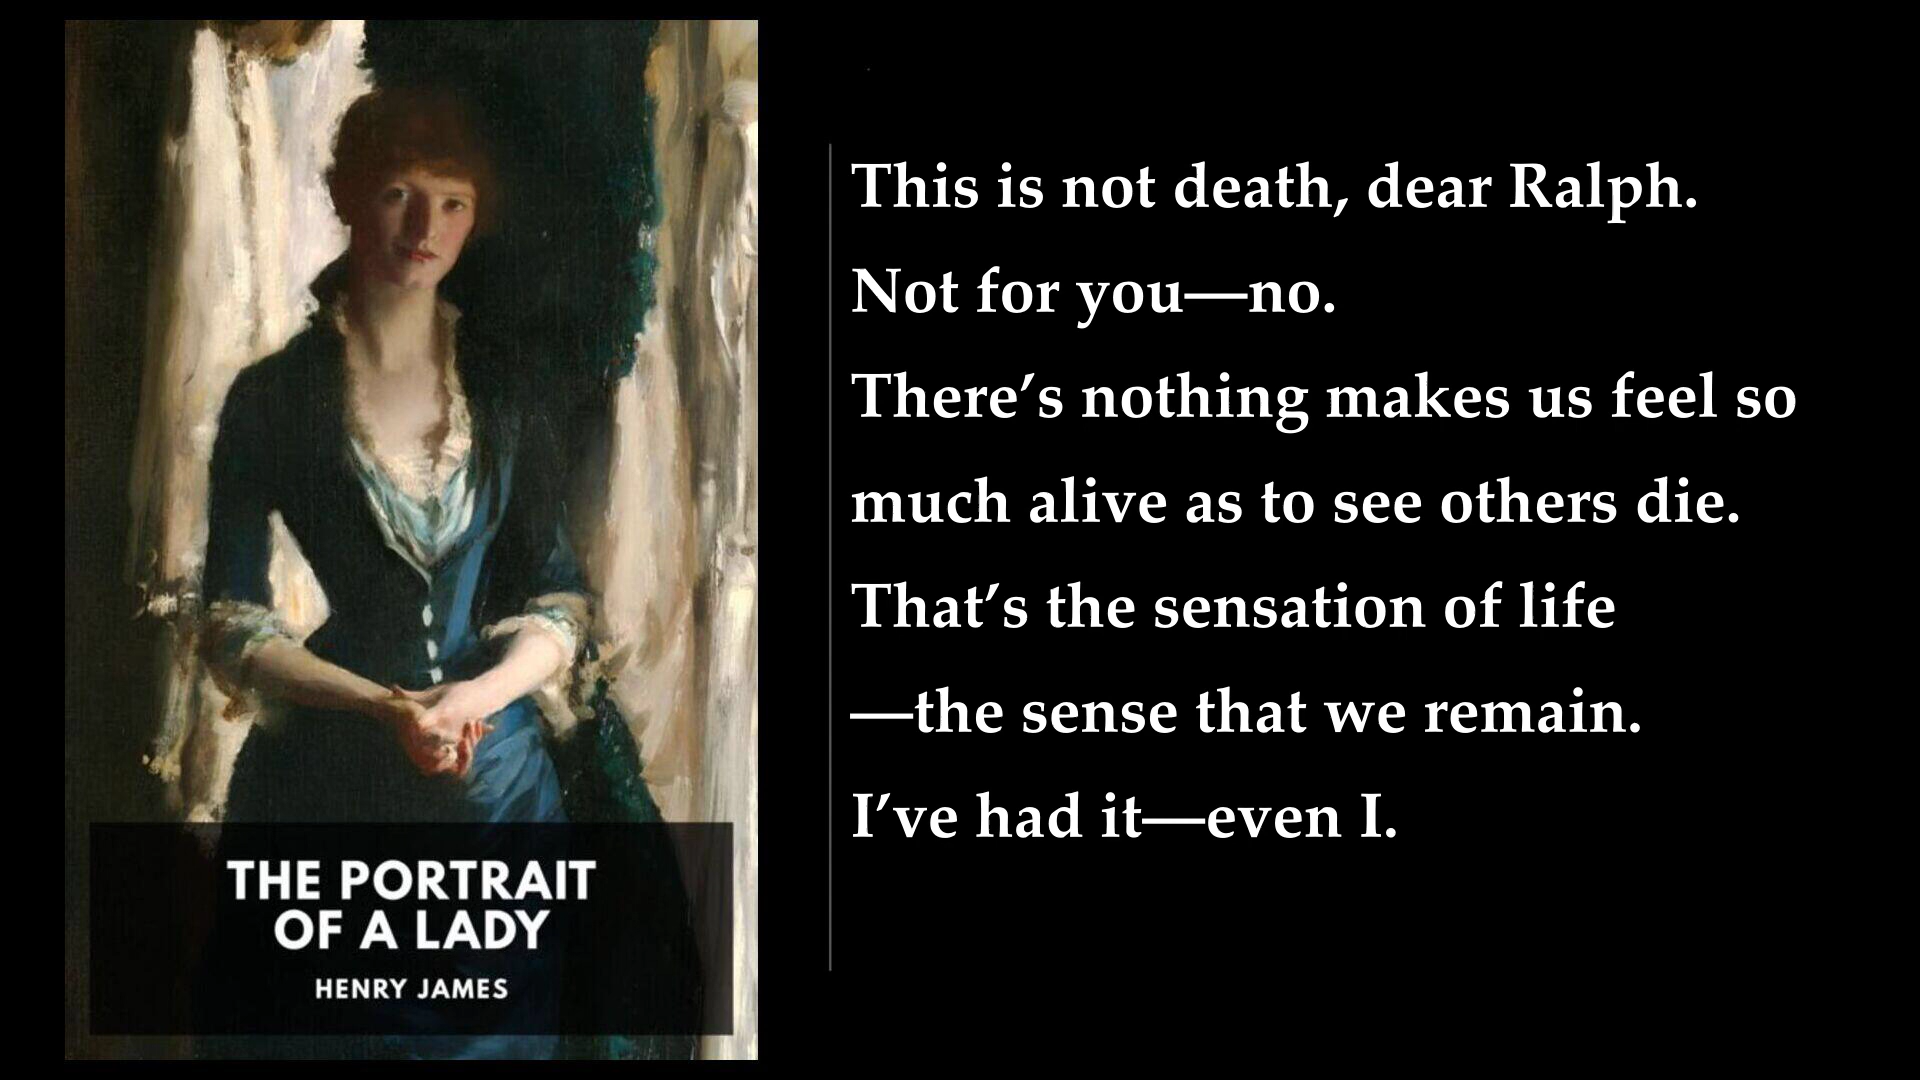 This is not death, dear Ralph.
Not for you—no.
There’s nothing makes us feel so
much alive as to see others die.
That’s the sensation of life
—the sense that we remain.
I’ve had it—even I.
THE PORTRAIT
OF A LADY
HENRY JAMES